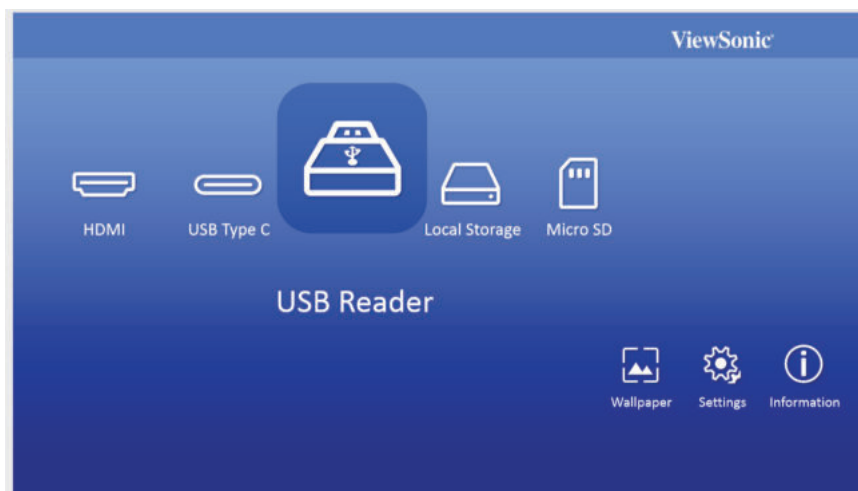 ViewSonic
HDMI
USB Type C
Local Storage
Micro SD
USB Reader
Wallpaper
Settings
Information